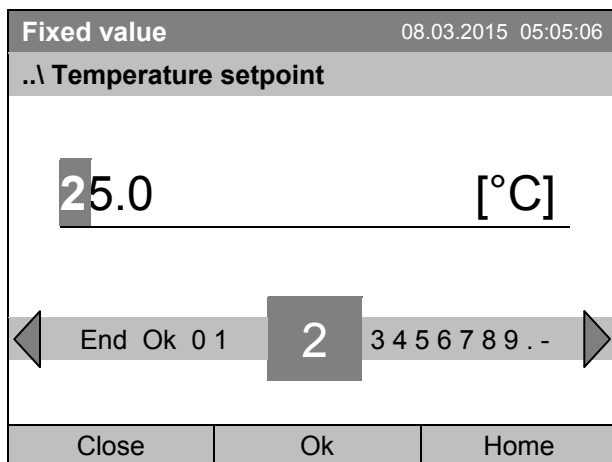 Fixed value 08.03.2015 05:05:06
..\ Temperature setpoint
25.0 [°C]
End Ok 0 1 2 3 4 5 6 7 8 9 . -
Close Ok Home